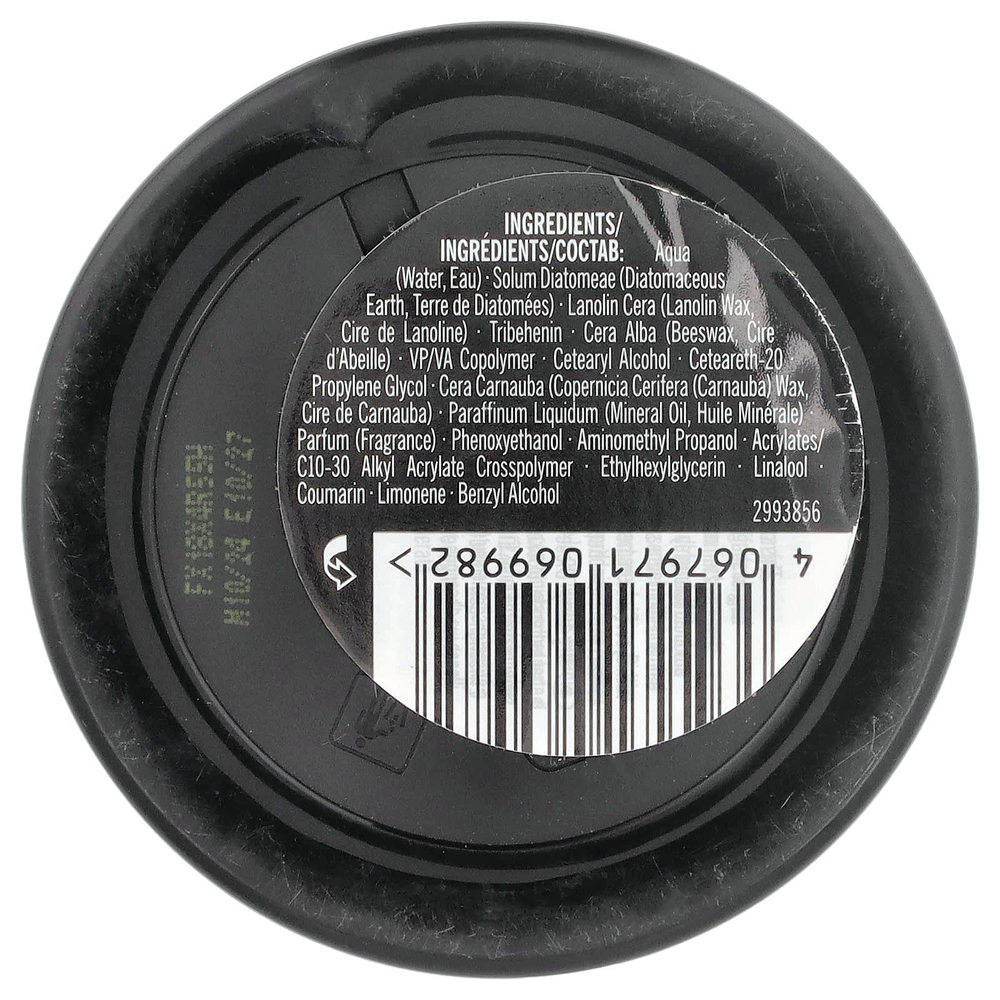 INGREDIENTS/
INGRÉDIENTS/COCTAB: Aqua
(Water, Eau) · Solum Diatomeae (Diatomaceous
Earth, Terre de Diatomées) · Lanolin Cera (Lanolin Wax,
Cire de Lanoline) · Tribehenin · Cera Alba (Beeswax, Cire
d'Abeille) · VP/VA Copolymer · Cetearyl Alcohol · Ceteareth-20 ·
Propylene Glycol · Cera Carnauba (Copernicia Cerifera (Carnauba) Wax,
Cire de Carnauba) · Paraffinum Liquidum (Mineral Oil, Huile Minérale) ·
Parfum (Fragrance) · Phenoxyethanol · Aminomethyl Propanol · Acrylates/
C10-30 Alkyl Acrylate Crosspolymer · Ethylhexylglycerin · Linalool ·
Coumarin · Limonene · Benzyl Alcohol
2993856
4 067971 069982 >
M10/24 E10/27